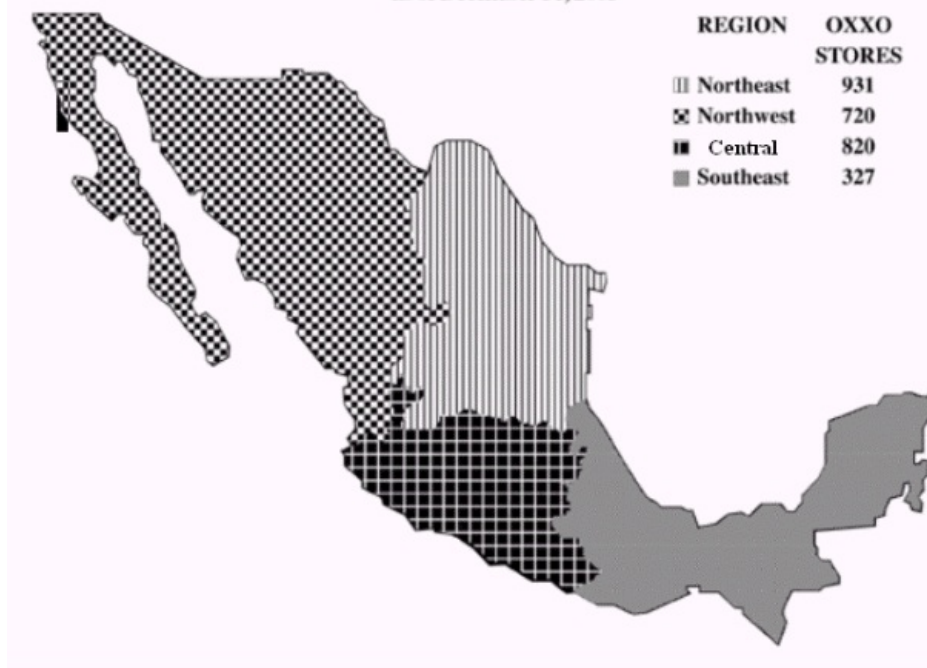 REGION OXXO
STORES
Northeast 931
Northwest 720
Central 820
Southeast 327